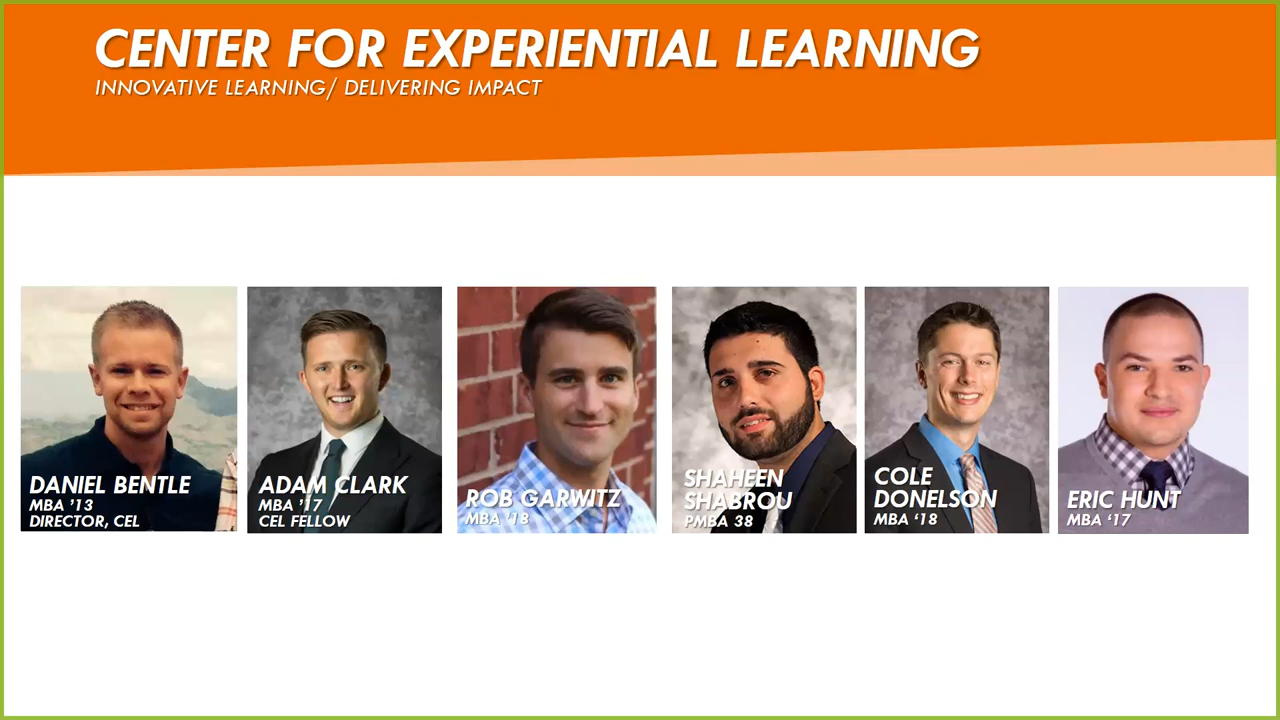 CENTER FOR EXPERIENTIAL LEARNING
INNOVATIVE LEARNING/ DELIVERING IMPACT
DANIEL BENTLE
MBA ’13
DIRECTOR, CEL
ADAM CLARK
MBA ’17
CEL FELLOW
ROB GARWITZ
MBA ‘18
SHAHEEN
SHABROU
PMBA 38
COLE
DONELSON
MBA ‘18
ERIC HUNT
MBA ‘17